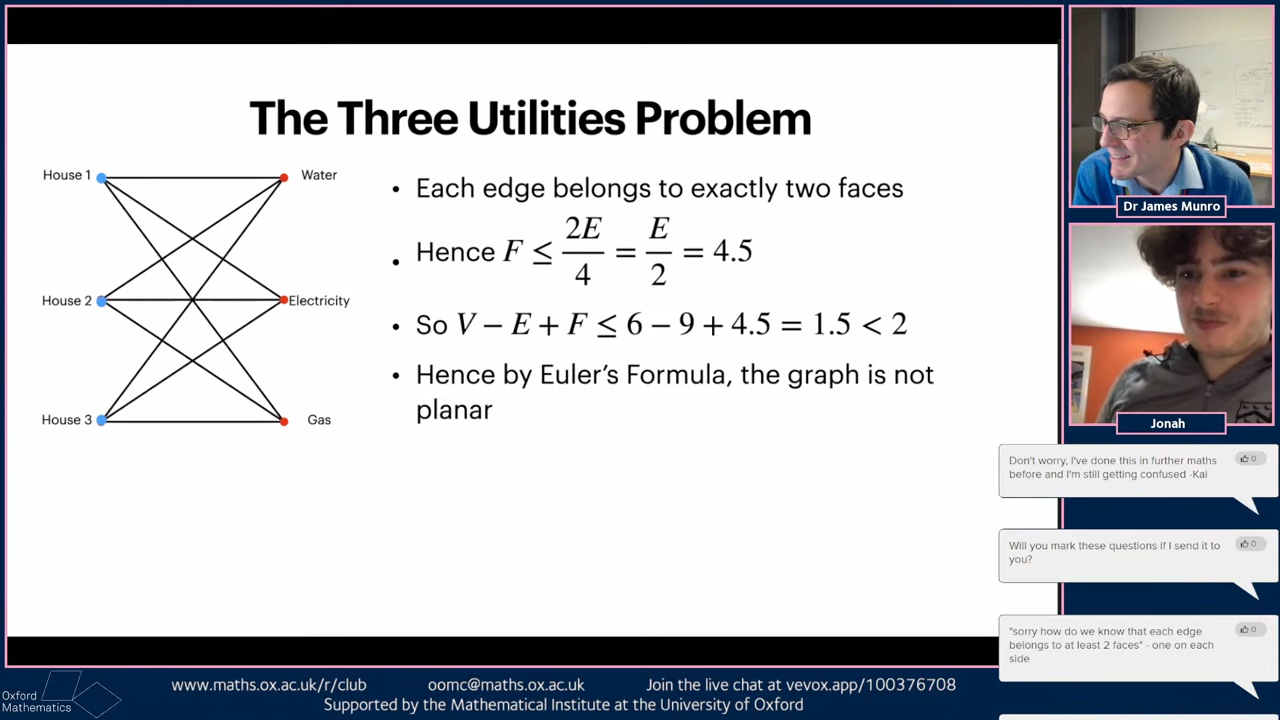 The Three Utilities Problem
House 1
Water
House 2
Electricity
House 3
Gas
• Each edge belongs to exactly two faces
• Hence F ≤ 2E/4 = E/2 = 4.5
• So V − E + F ≤ 6 − 9 + 4.5 = 1.5 < 2
• Hence by Euler’s Formula, the graph is not
planar
Dr James Munro
Jonah
Don't worry, I've done this in further maths
before and I'm still getting confused -Kai
0
Will you mark these questions if I send it to
you?
0
"sorry how do we know that each edge
belongs to at least 2 faces" - one on each
side
0
Oxford
Mathematics
www.maths.ox.ac.uk/r/club oomc@maths.ox.ac.uk Join the live chat at vevox.app/100376708
Supported by the Mathematical Institute at the University of Oxford